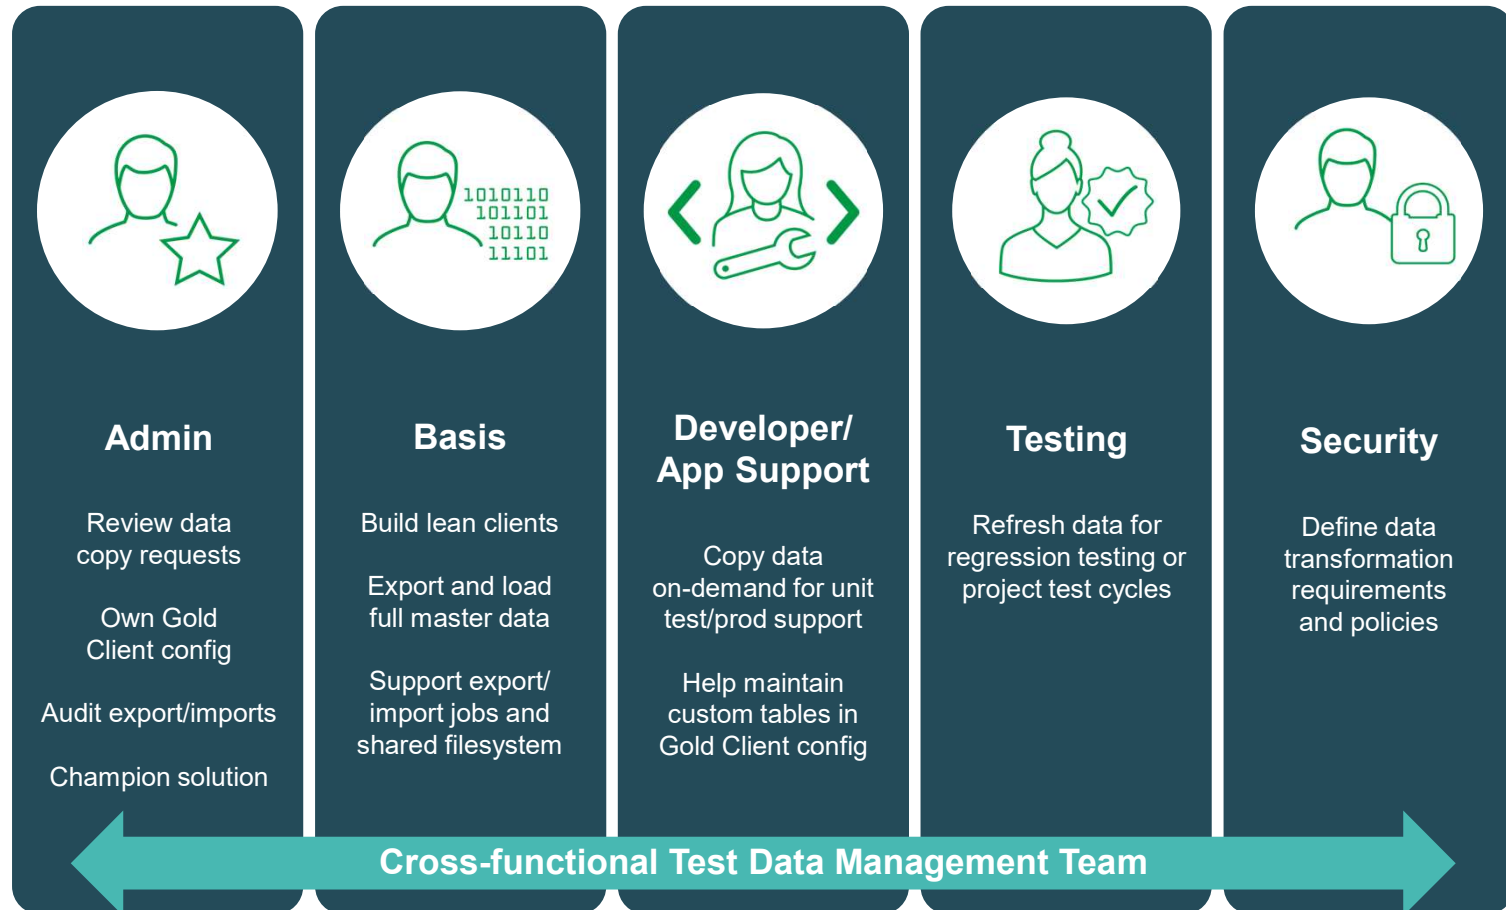 Admin
Review data
copy requests
Own Gold
Client config
Audit export/imports
Champion solution
1010110
101101
10110
11101
Basis
Build lean clients
Export and load
full master data
Support export/
import jobs and
shared filesystem
Developer/
App Support
Copy data
on-demand for unit
test/prod support
Help maintain
custom tables in
Gold Client config
Testing
Refresh data for
regression testing or
project test cycles
Security
Define data
transformation
requirements
and policies
Cross-functional Test Data Management Team